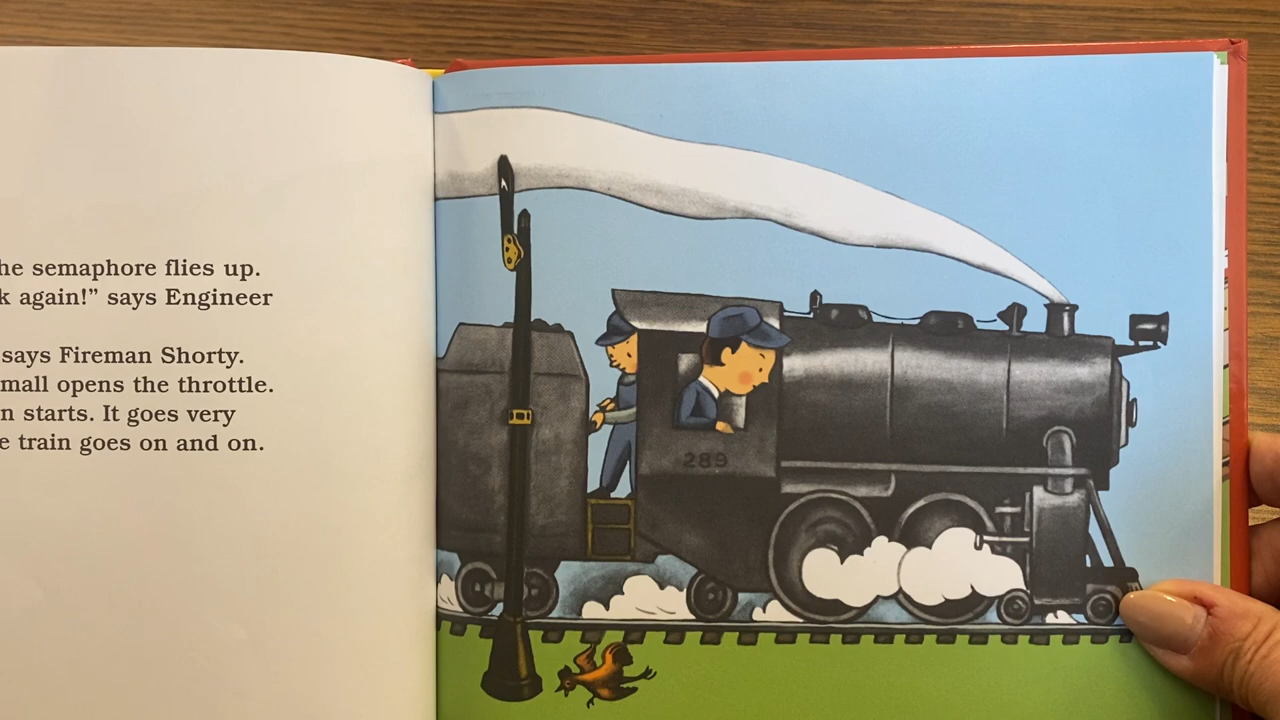 he semaphore flies up.
k again!” says Engineer
says Fireman Shorty.
mall opens the throttle.
n starts. It goes very
e train goes on and on.
289